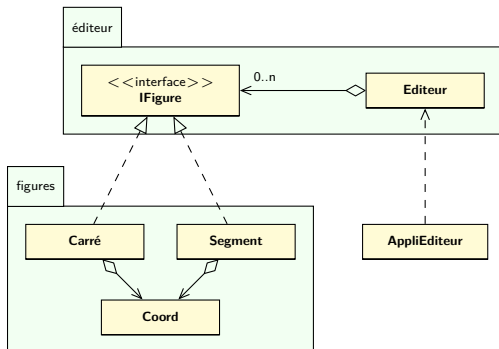 éditeur
<<interface>>
IFigure
0..n
Editeur
figures
Carré
Segment
AppliEditeur
Coord